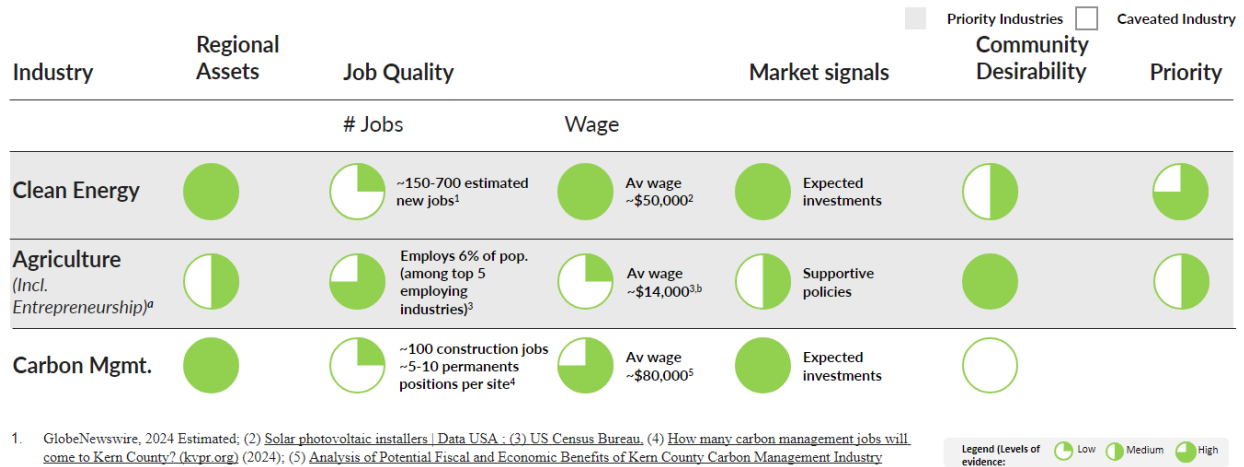 Priority Industries
Caveated Industry
Industry
Regional
Assets
Job Quality
Market signals
Community
Desirability
Priority
# Jobs
Wage
Clean Energy
~150-700 estimated
new jobs1
Av wage
~$50,0002
Expected
investments
Agriculture
(Incl.
Entrepreneurship)a
Employs 6% of pop.
(among top 5
employing
industries)3
Av wage
~$14,0003,b
Supportive
policies
Carbon Mgmt.
~100 construction jobs
~5-10 permanents
positions per site4
Av wage
~$80,0005
Expected
investments
1. GlobeNewswire, 2024 Estimated; (2) Solar photovoltaic installers | Data USA ; (3) US Census Bureau, (4) How many carbon management jobs will
come to Kern County? (kvpr.org) (2024); (5) Analysis of Potential Fiscal and Economic Benefits of Kern County Carbon Management Industry
Legend (Levels of
evidence:
Low
Medium
High